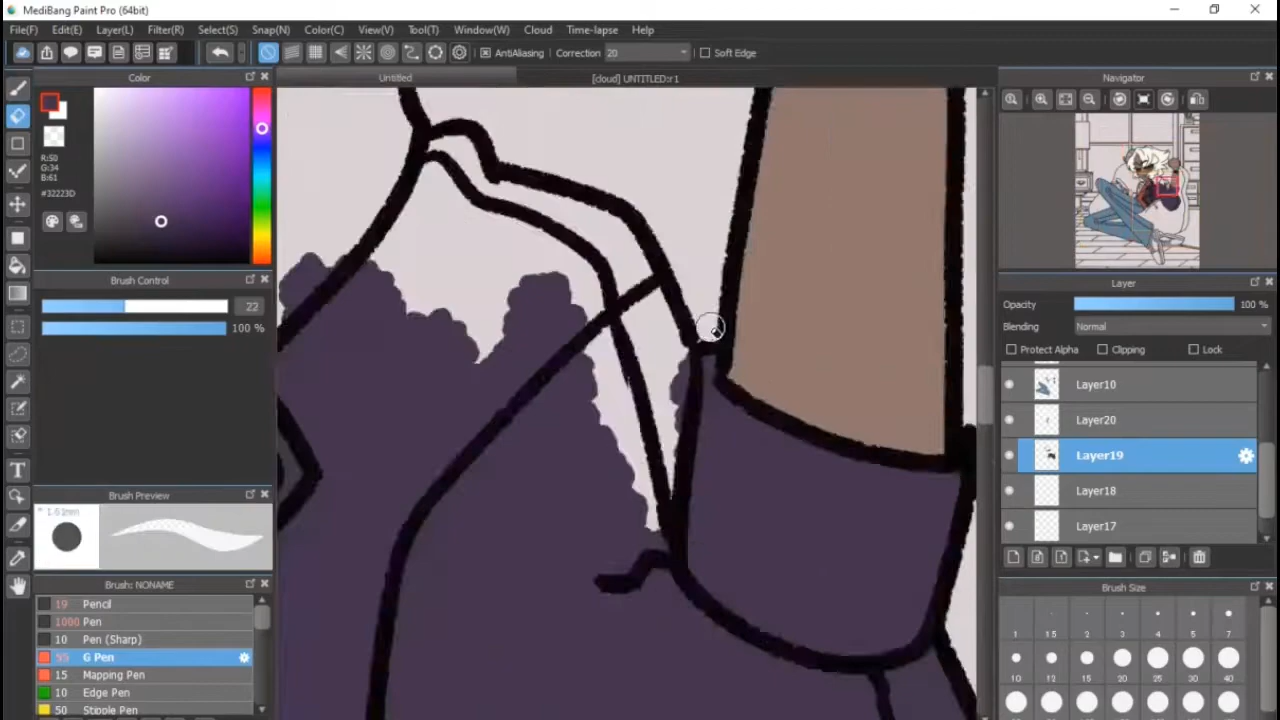 MediBang Paint Pro (64bit)
File(F) Edit(E) Layer(L) Filter(R) Select(S) Snap(N) Color(C) View(V) Tool(T) Window(W) Cloud Time-lapse Help
AntiAliasing Correction 20 Soft Edge
Color
Untitled
[cloud] UNTITLED:r1
Navigator
R:50
G:34
B:61
#32223D
Brush Control
22
100 %
Layer
Opacity 100 %
Blending Normal
Protect Alpha Clipping Lock
Layer10
Layer20
Layer19
Layer18
Layer17
Brush Preview
Brush: NONAME
19 Pencil
1000 Pen
10 Pen (Sharp)
G Pen
15 Mapping Pen
10 Edge Pen
50 Stipple Pen
Brush Size
1 1.5 2 3 4 5 7
10 12 15 20 25 30 40